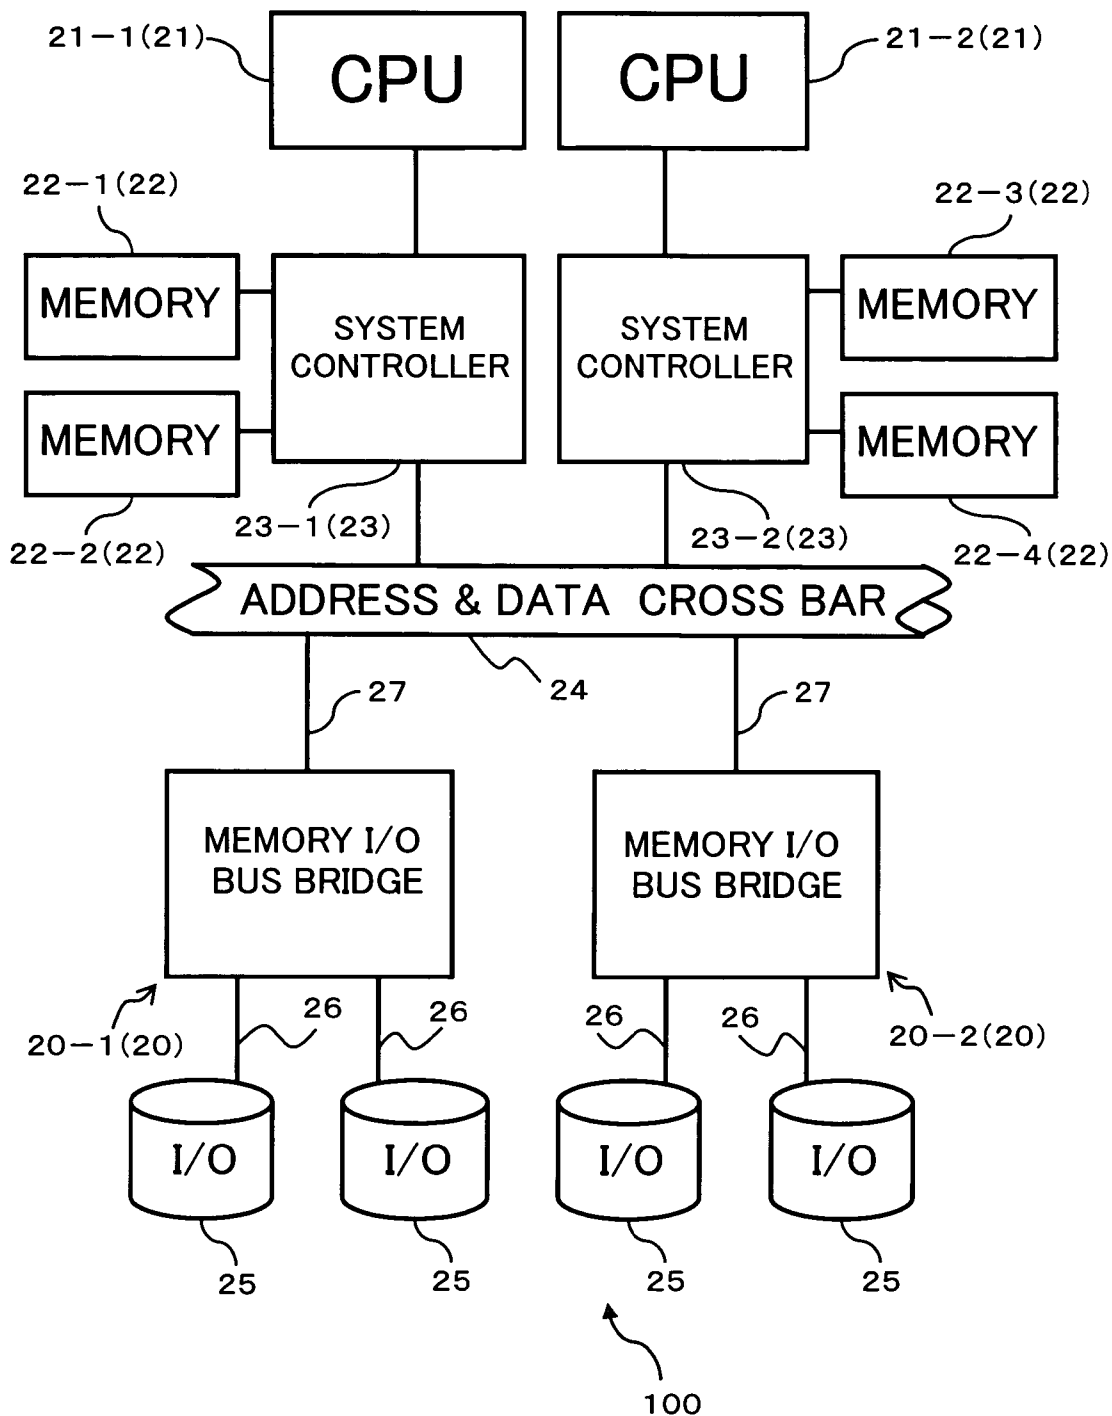 21-1(21)
CPU
CPU
21-2(21)
22-1(22)
22-3(22)
MEMORY
SYSTEM
CONTROLLER
SYSTEM
CONTROLLER
MEMORY
MEMORY
MEMORY
22-2(22)
23-1(23)
23-2(23)
22-4(22)
ADDRESS & DATA CROSS BAR
24
27
27
MEMORY I/O
BUS BRIDGE
MEMORY I/O
BUS BRIDGE
20-1(20)
26
26
26
26
20-2(20)
I/O
I/O
I/O
I/O
25
25
25
25
100